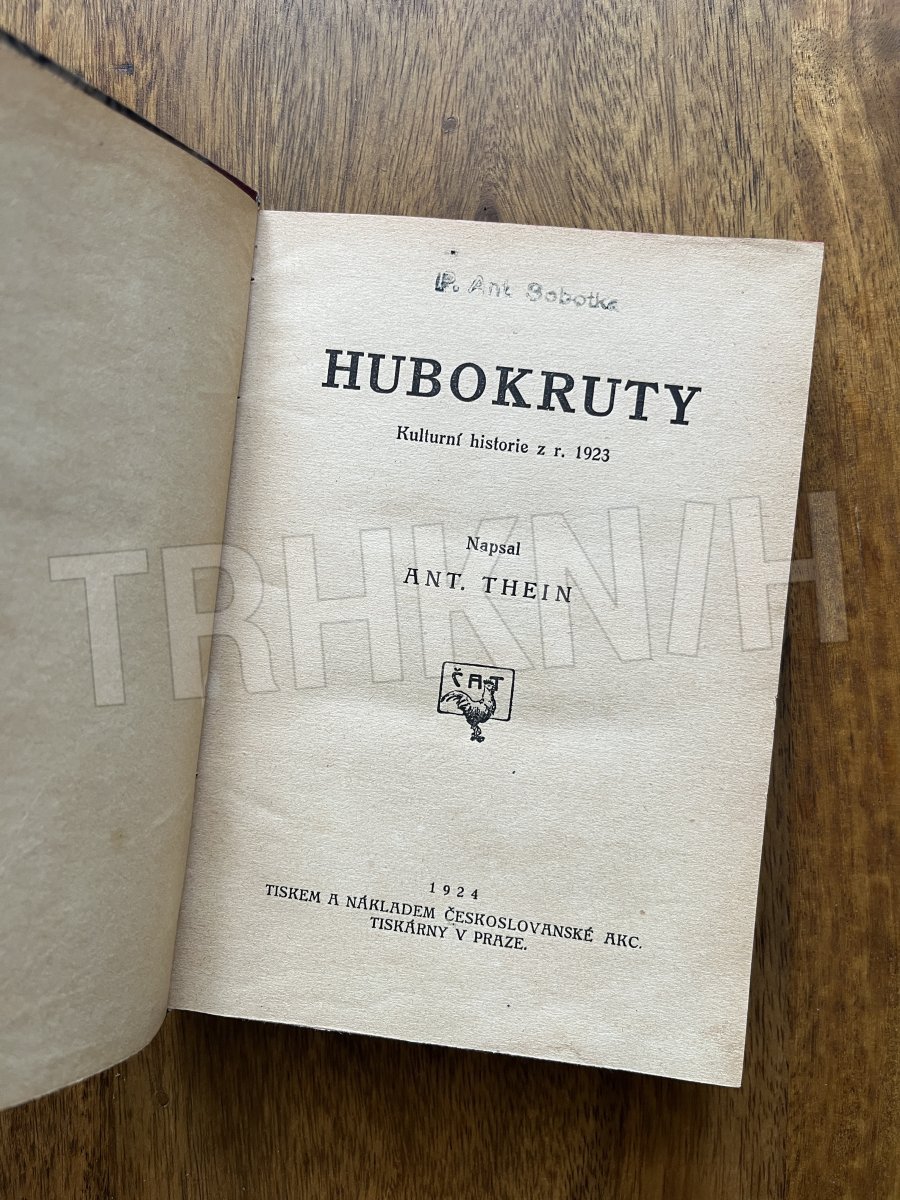 P. Ant Sobotka
HUBOKRUTY
Kulturní historie z r. 1923
Napsal
ANT. THEIN
ČAT
1924
TISKEM A NÁKLADEM ČESKOSLOVANSKÉ AKC.
TISKÁRNY V PRAZE.
TRHKNIH